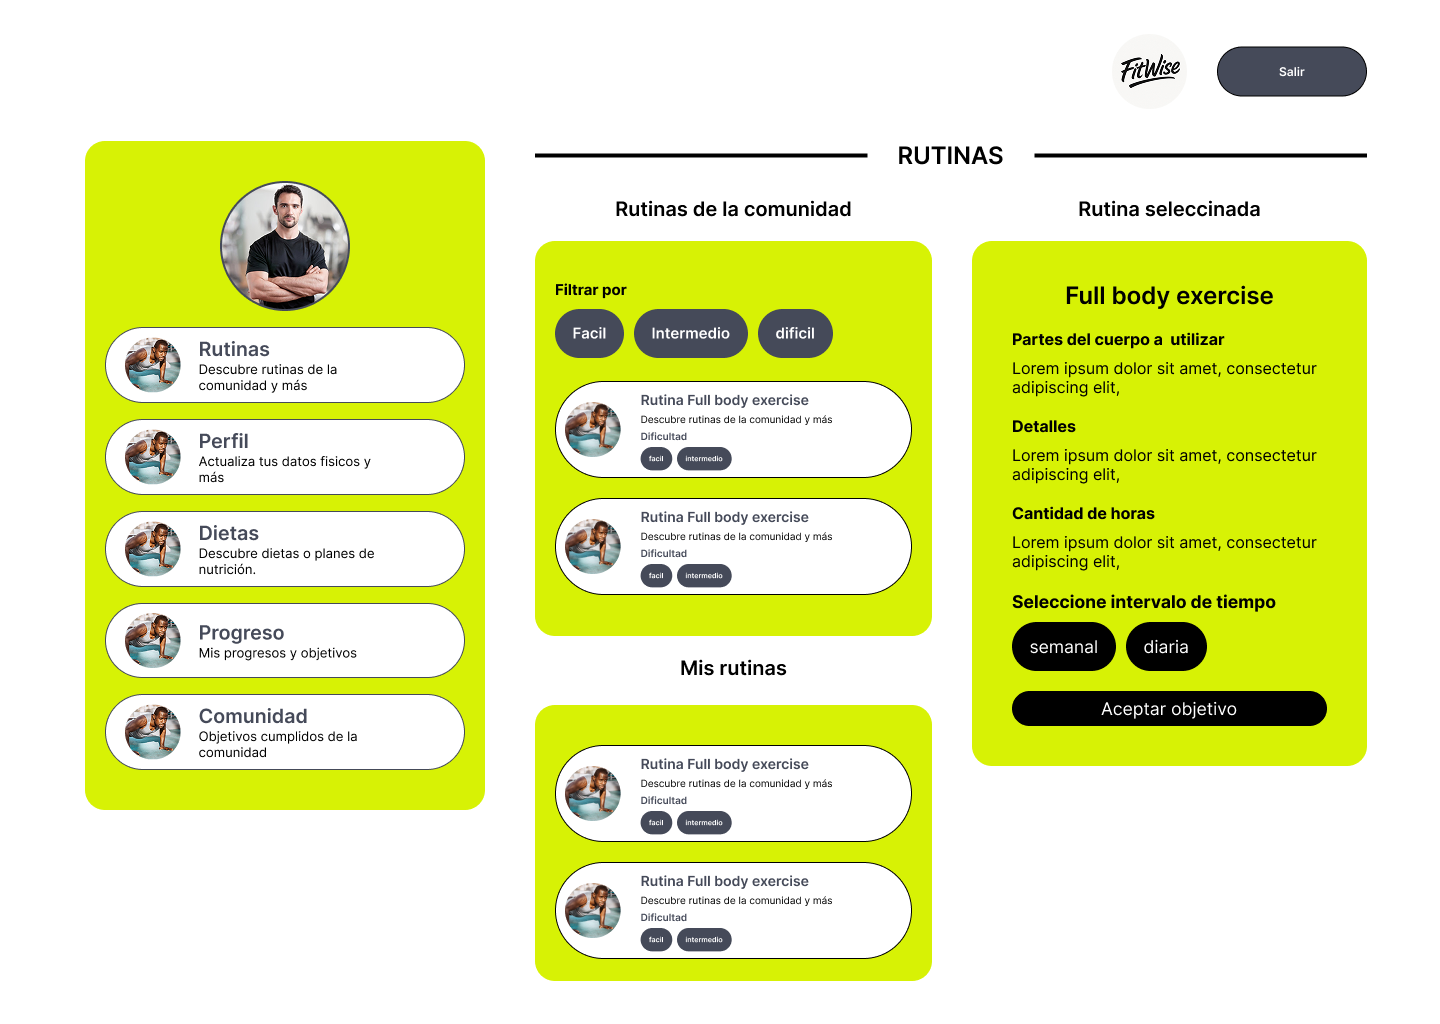 FitWise
Salir
Rutinas
Descubre rutinas de la
comunidad y más
Perfil
Actualiza tus datos fisicos y
más
Dietas
Descubre dietas o planes de
nutrición.
Progreso
Mis progresos y objetivos
Comunidad
Objetivos cumplidos de la
comunidad
RUTINAS
Rutinas de la comunidad
Filtrar por
Facil
Intermedio
dificil
Rutina Full body exercise
Descubre rutinas de la comunidad y más
Dificultad
facil
intermedio
Rutina Full body exercise
Descubre rutinas de la comunidad y más
Dificultad
facil
intermedio
Mis rutinas
Rutina Full body exercise
Descubre rutinas de la comunidad y más
Dificultad
facil
intermedio
Rutina Full body exercise
Descubre rutinas de la comunidad y más
Dificultad
facil
intermedio
Rutina seleccinada
Full body exercise
Partes del cuerpo a utilizar
Lorem ipsum dolor sit amet, consectetur
adipiscing elit,
Detalles
Lorem ipsum dolor sit amet, consectetur
adipiscing elit,
Cantidad de horas
Lorem ipsum dolor sit amet, consectetur
adipiscing elit,
Seleccione intervalo de tiempo
semanal
diaria
Aceptar objetivo